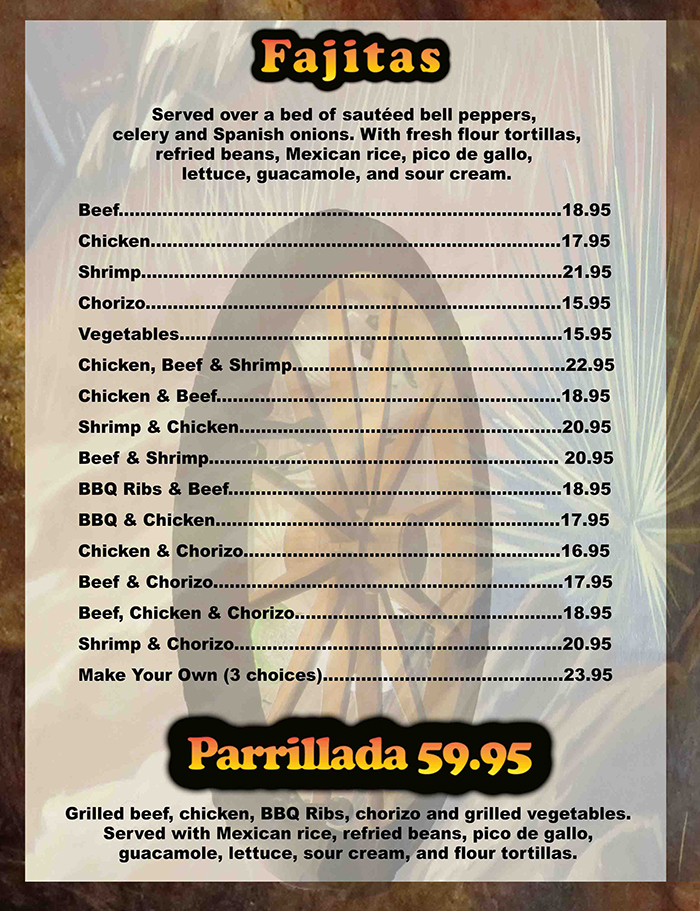 Fajitas
Served over a bed of sautéed bell peppers,
celery and Spanish onions. With fresh flour tortillas,
refried beans, Mexican rice, pico de gallo,
lettuce, guacamole, and sour cream.
Beef....................................................................................18.95
Chicken..............................................................................17.95
Shrimp................................................................................21.95
Chorizo...............................................................................15.95
Vegetables.........................................................................15.95
Chicken, Beef & Shrimp....................................................22.95
Chicken & Beef..................................................................18.95
Shrimp & Chicken..............................................................20.95
Beef & Shrimp................................................................... 20.95
BBQ Ribs & Beef................................................................18.95
BBQ & Chicken...................................................................17.95
Chicken & Chorizo..............................................................16.95
Beef & Chorizo....................................................................17.95
Beef, Chicken & Chorizo.....................................................18.95
Shrimp & Chorizo................................................................20.95
Make Your Own (3 choices)................................................23.95
Parrillada 59.95
Grilled beef, chicken, BBQ Ribs, chorizo and grilled vegetables.
Served with Mexican rice, refried beans, pico de gallo,
guacamole, lettuce, sour cream, and flour tortillas.